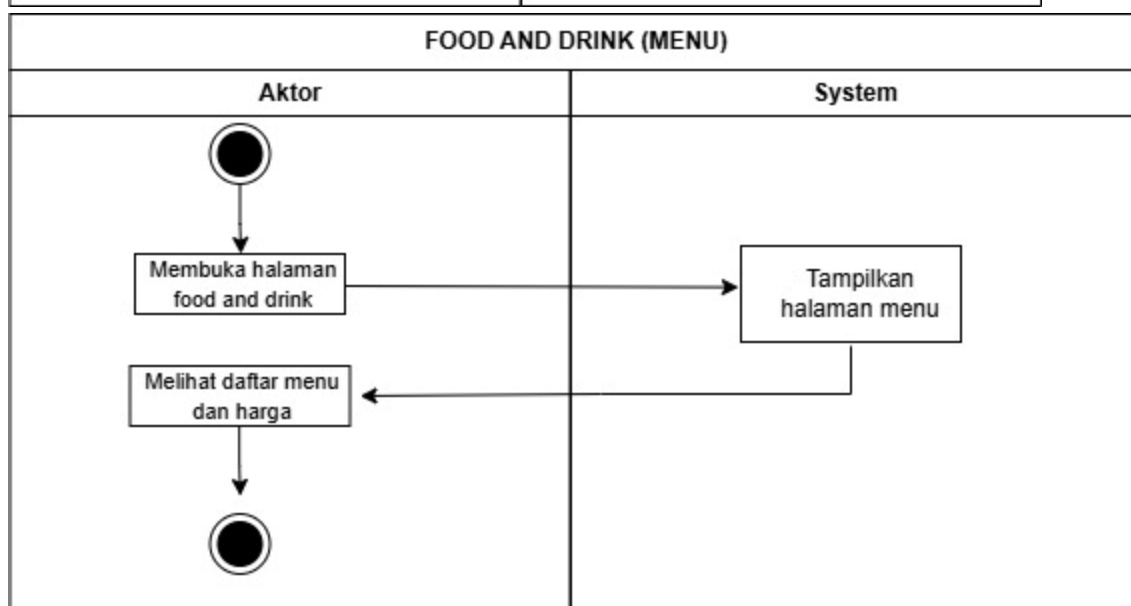 FOOD AND DRINK (MENU)
Aktor
System
Membuka halaman
food and drink
Tampilkan
halaman menu
Melihat daftar menu
dan harga